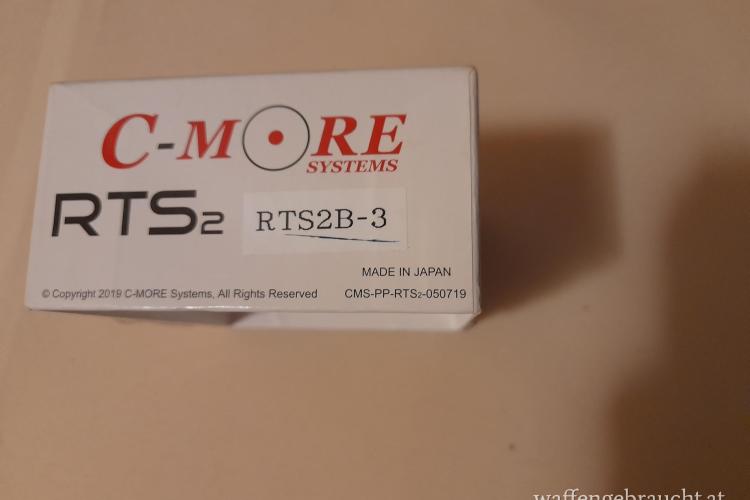 C-MORE
SYSTEMS
RTS2
RTS2B-3
MADE IN JAPAN
© Copyright 2019 C-MORE Systems, All Rights Reserved
CMS-PP-RTS2-050719
waffengebraucht.at